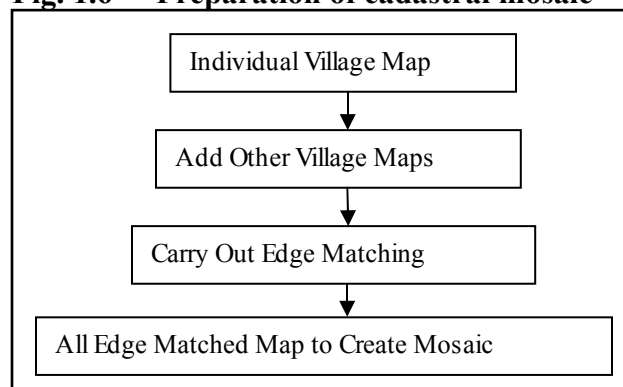 Fig. 1.6 Preparation of cadastral mosaic
Individual Village Map
Add Other Village Maps
Carry Out Edge Matching
All Edge Matched Map to Create Mosaic